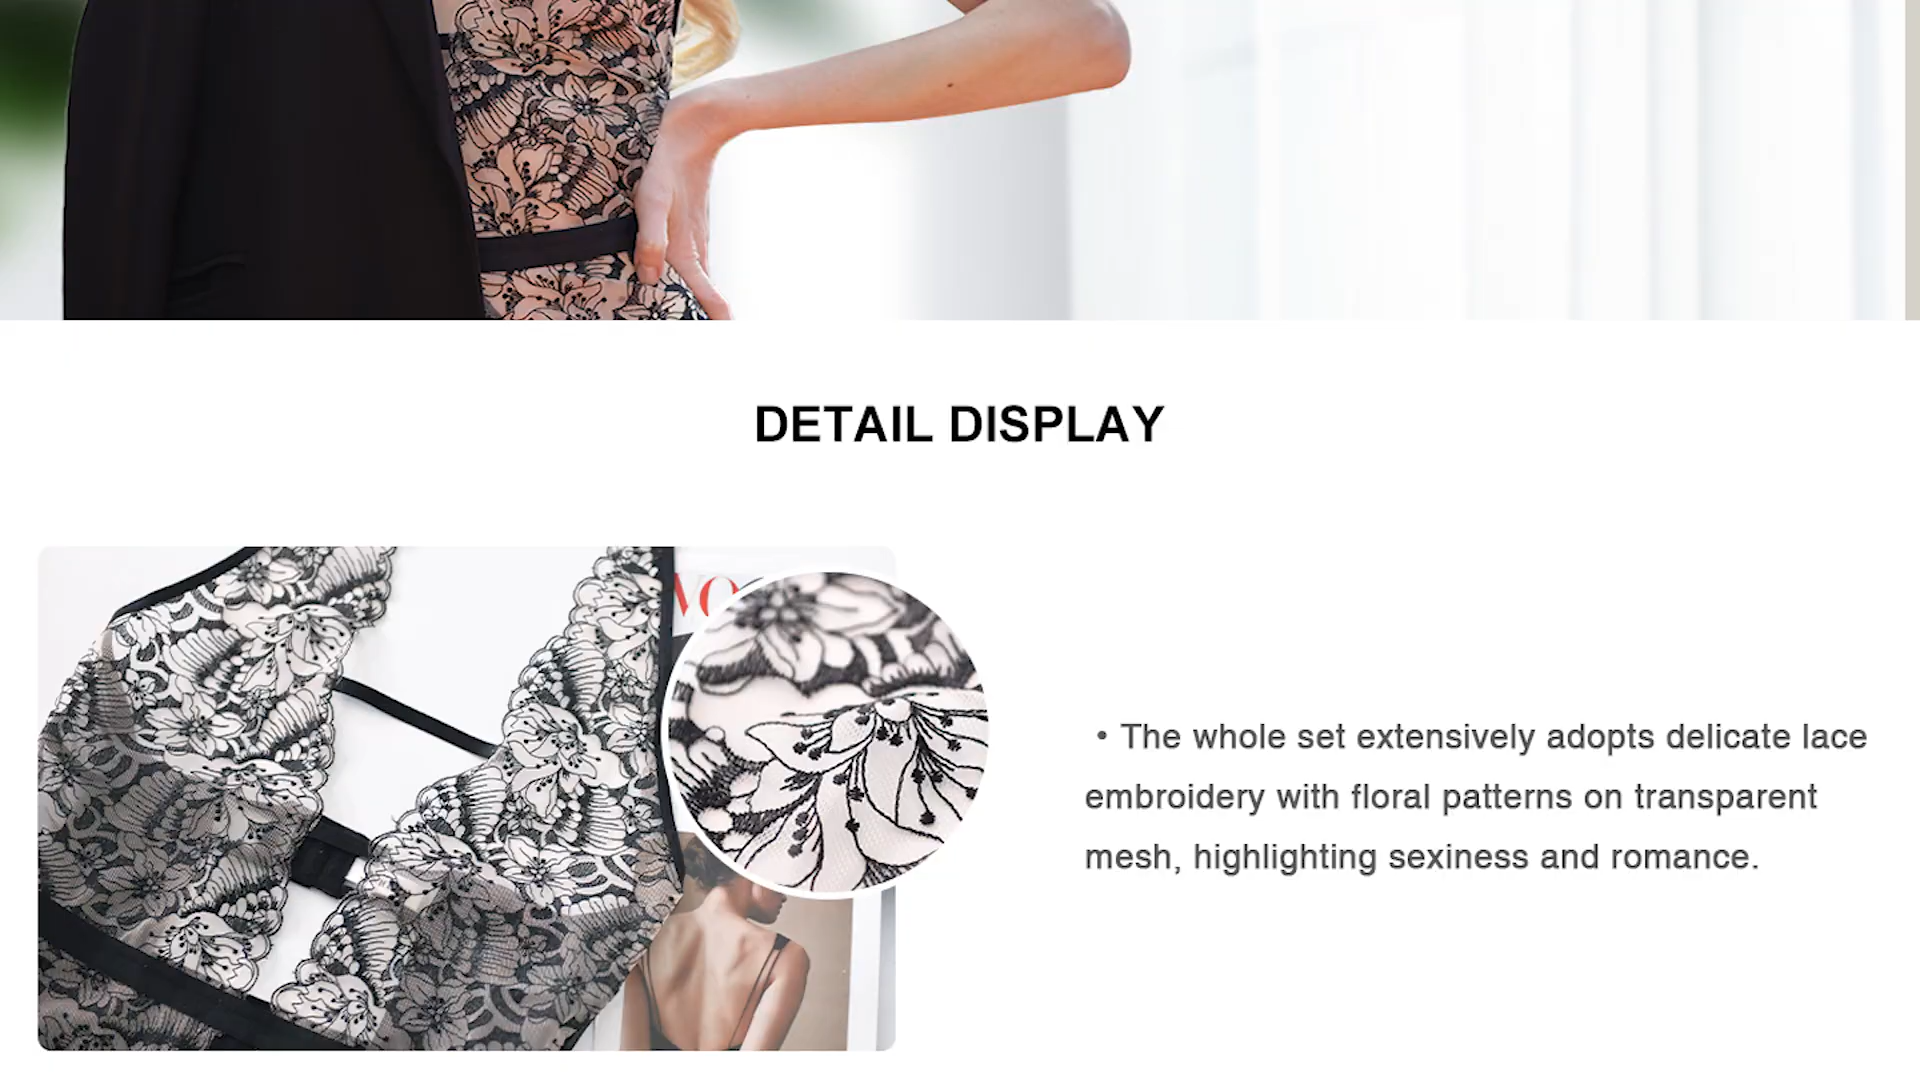 DETAIL DISPLAY
VO
• The whole set extensively adopts delicate lace
embroidery with floral patterns on transparent
mesh, highlighting sexiness and romance.